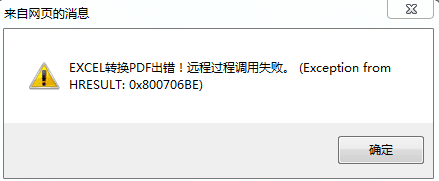 来自网页的消息
EXCEL转换PDF出错！远程过程调用失败。 (Exception from
HRESULT: 0x800706BE)
确定